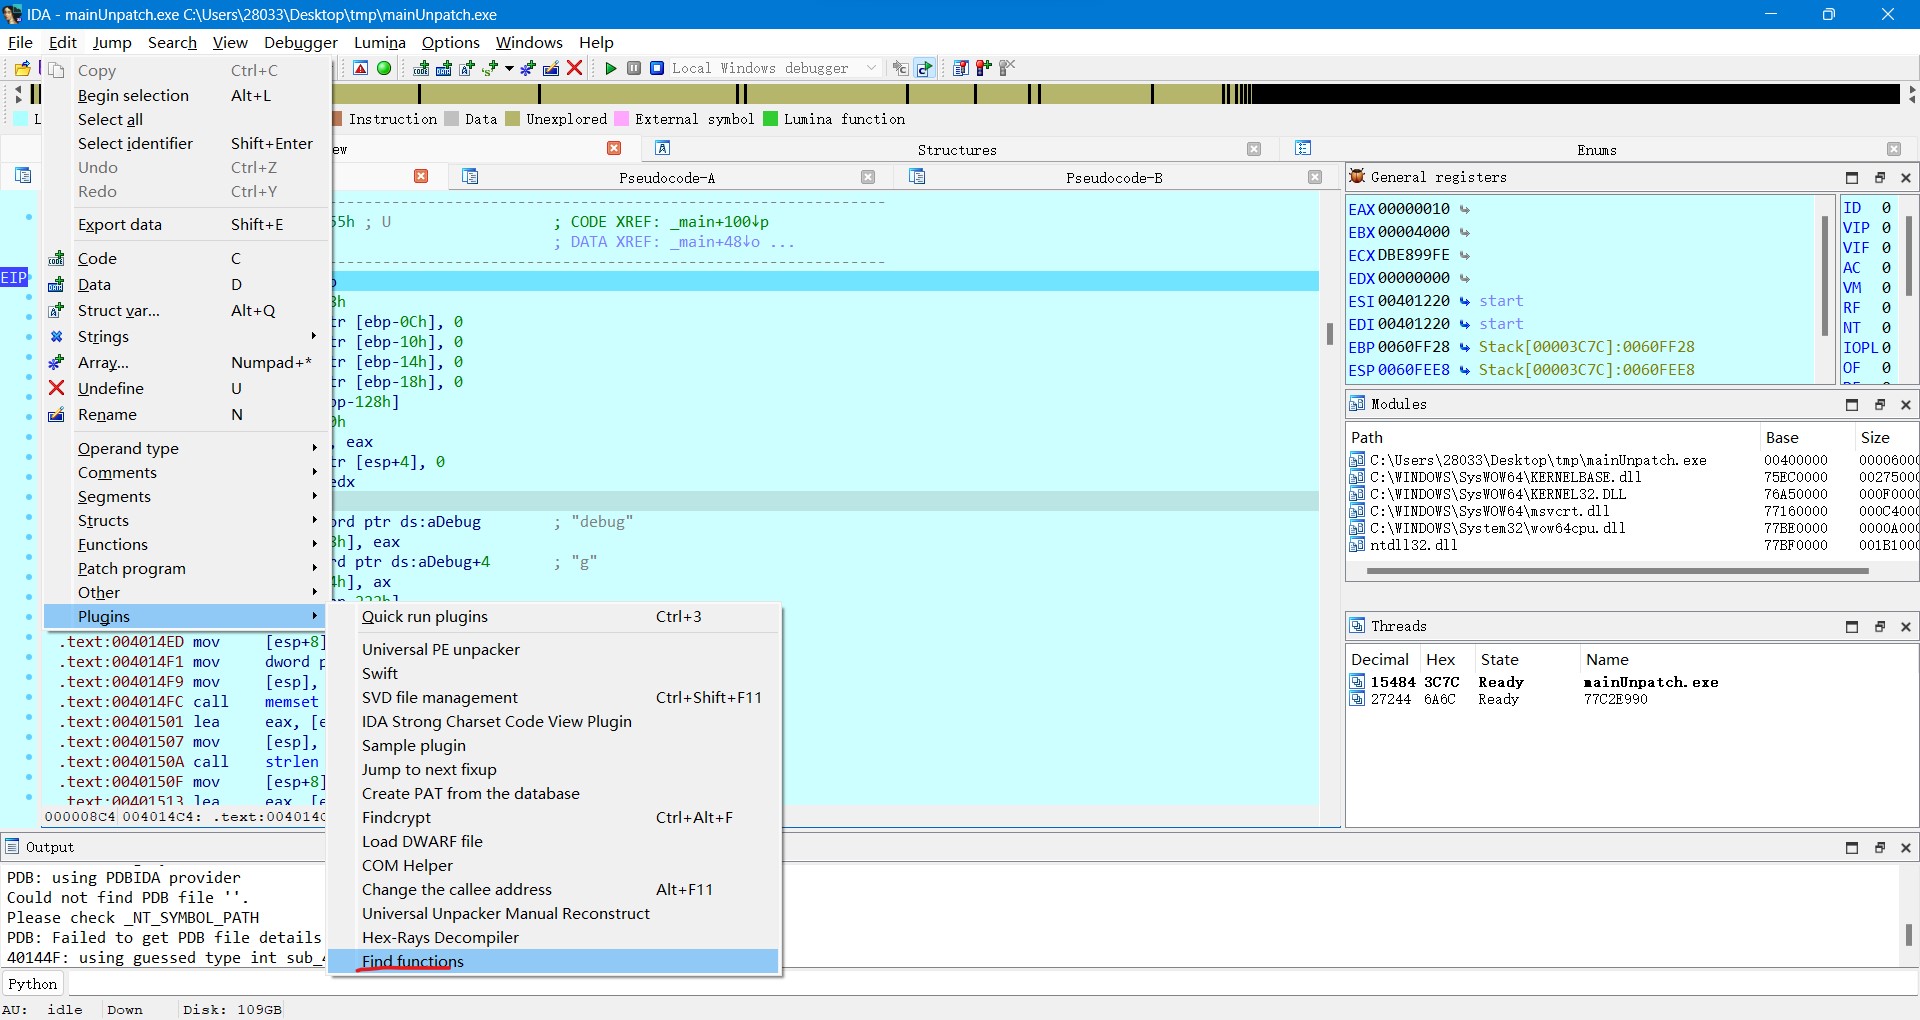 IDA - mainUnpatch.exe C:\Users\28033\Desktop\tmp\mainUnpatch.exe
File Edit Jump Search View Debugger Lumina Options Windows Help
Local Windows debugger
Instruction Data Unexplored External symbol Lumina function
Structures
Enums
Pseudocode-A
Pseudocode-B
Copy Ctrl+C
Begin selection Alt+L
Select all
Select identifier Shift+Enter
Undo Ctrl+Z
Redo Ctrl+Y
Export data Shift+E
Code C
Data D
Struct var... Alt+Q
Strings
Array... Numpad+*
Undefine U
Rename N
Operand type
Comments
Segments
Structs
Functions
Patch program
Other
Plugins
Quick run plugins Ctrl+3
Universal PE unpacker
Swift
SVD file management Ctrl+Shift+F11
IDA Strong Charset Code View Plugin
Sample plugin
Jump to next fixup
Create PAT from the database
Findcrypt Ctrl+Alt+F
Load DWARF file
COM Helper
Change the callee address Alt+F11
Universal Unpacker Manual Reconstruct
Hex-Rays Decompiler
Find functions
EIP
55h ; U ; CODE XREF: _main+100↓p
; DATA XREF: _main+48↓o ...
tr [ebp-0Ch], 0
tr [ebp-10h], 0
tr [ebp-14h], 0
tr [ebp-18h], 0
bp-128h]
0h
, eax
tr [esp+4], 0
edx
ord ptr ds:aDebug ; "debug"
8h], eax
rd ptr ds:aDebug+4 ; "g"
4h], ax
.text:004014ED mov [esp+8]
.text:004014F1 mov dword p
.text:004014F9 mov [esp],
.text:004014FC call memset
.text:00401501 lea eax, [e
.text:00401507 mov [esp],
.text:0040150A call strlen
.text:0040150F mov [esp+8]
.text:00401513 lea eax, [e
000008C4 004014C4: .text:004014C
General registers
EAX 00000010
EBX 00004000
ECX DBE899FE
EDX 00000000
ESI 00401220 start
EDI 00401220 start
EBP 0060FF28 Stack[00003C7C]:0060FF28
ESP 0060FEE8 Stack[00003C7C]:0060FEE8
ID 0
VIP 0
VIF 0
AC 0
VM 0
RF 0
NT 0
IOPL 0
OF 0
Modules
Path Base Size
C:\Users\28033\Desktop\tmp\mainUnpatch.exe 00400000 00006000
C:\WINDOWS\SysWOW64\KERNELBASE.dll 75EC0000 00275000
C:\WINDOWS\SysWOW64\KERNEL32.DLL 76A50000 000F0000
C:\WINDOWS\SysWOW64\msvcrt.dll 77160000 000C4000
C:\WINDOWS\System32\wow64cpu.dll 77BE0000 0000A000
ntdll32.dll 77BF0000 001B1000
Threads
Decimal Hex State Name
15484 3C7C Ready mainUnpatch.exe
27244 6A6C Ready 77C2E990
Output
PDB: using PDBIDA provider
Could not find PDB file ''.
Please check _NT_SYMBOL_PATH
PDB: Failed to get PDB file details
40144F: using guessed type int sub_4
Python
AU: idle Down Disk: 109GB